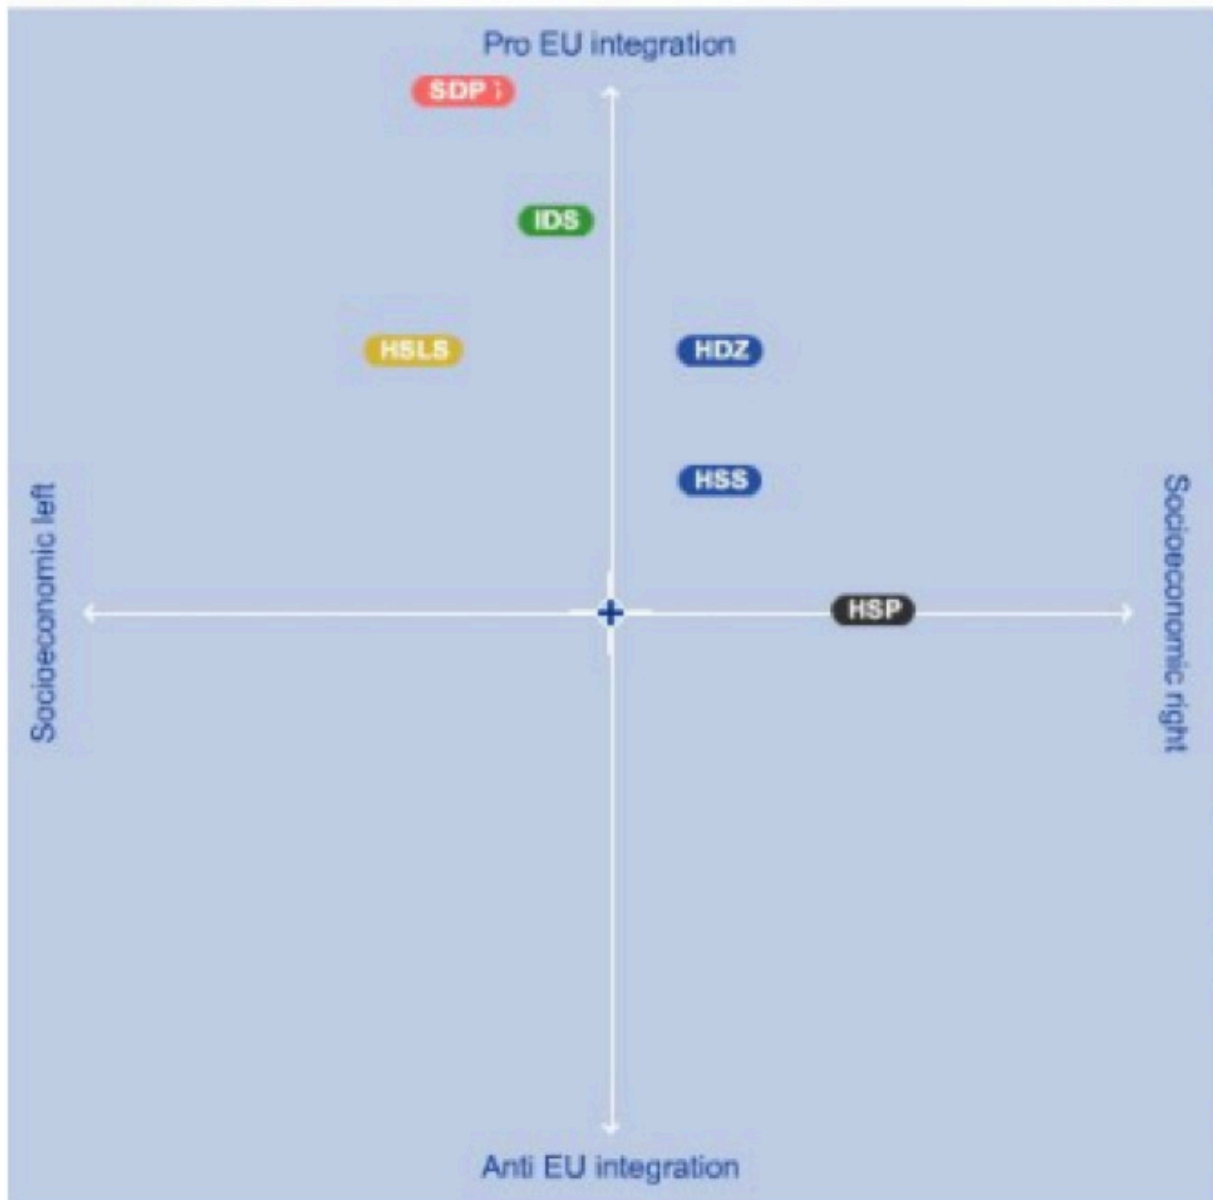 Pro EU integration
SDP
IDS
HSLS
HDZ
HSS
Socioeconomic left
Socioeconomic right
HSP
Anti EU integration